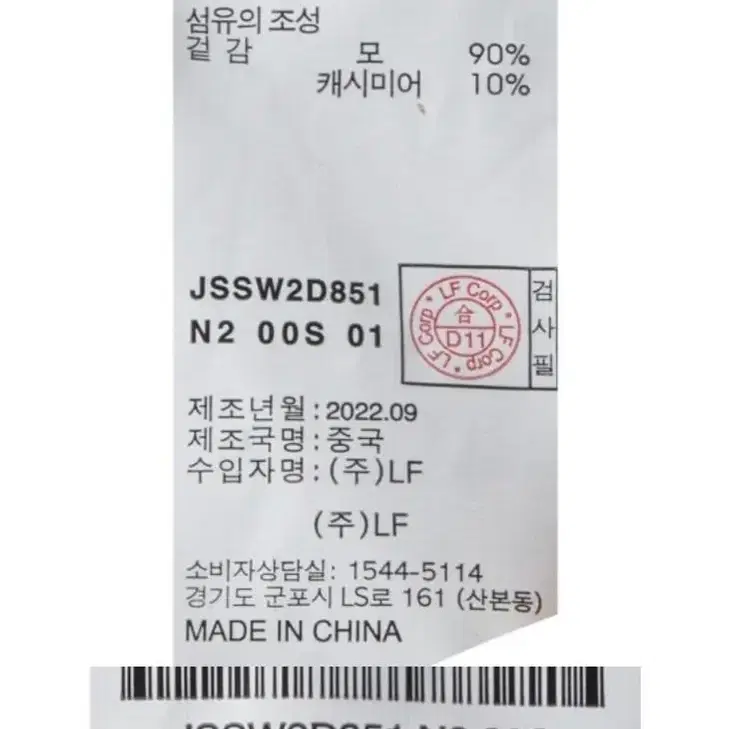 섬유의 조성
겉 감 모 90%
캐시미어 10%
JSSW2D851
N2 00S 01
LF Corp * LF Corp * LF Corp *
合
D11
검
사
필
제조년월:2022.09
제조국명:중국
수입자명:(주)LF
(주)LF
소비자상담실: 1544-5114
경기도 군포시 LS로 161 (산본동)
MADE IN CHINA